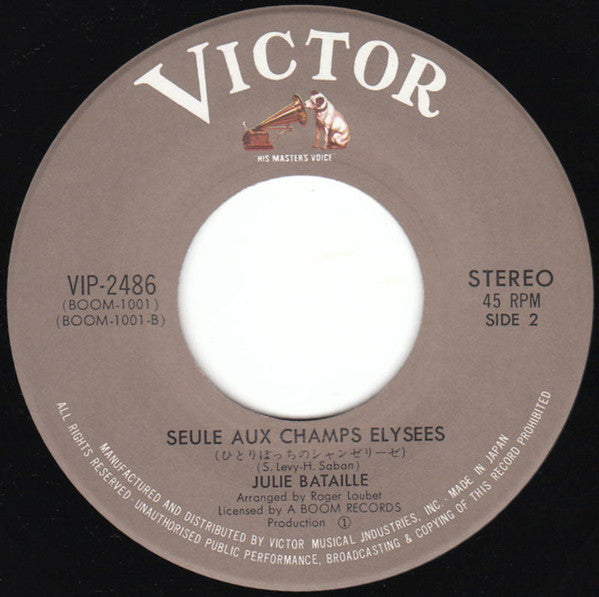 VICTOR
"HIS MASTER'S VOICE"
VIP-2486
(BOOM-1001)
(BOOM-1001-B)
STEREO
45 RPM
SIDE 2
SEULE AUX CHAMPS ELYSEES
(ひとりぼっちのシャンゼリーゼ)
(S. Levy-H. Sabon)
JULIE BATAILLE
Arranged by Roger Loubet
Licensed by A BOOM RECORDS
Production ①
MANUFACTURED AND DISTRIBUTED BY VICTOR MUSICAL INDUSTRIES, INC. · MADE IN JAPAN
ALL RIGHTS RESERVED · UNAUTHORISED PUBLIC PERFORMANCE, BROADCASTING & COPYING OF THIS RECORD PROHIBITED